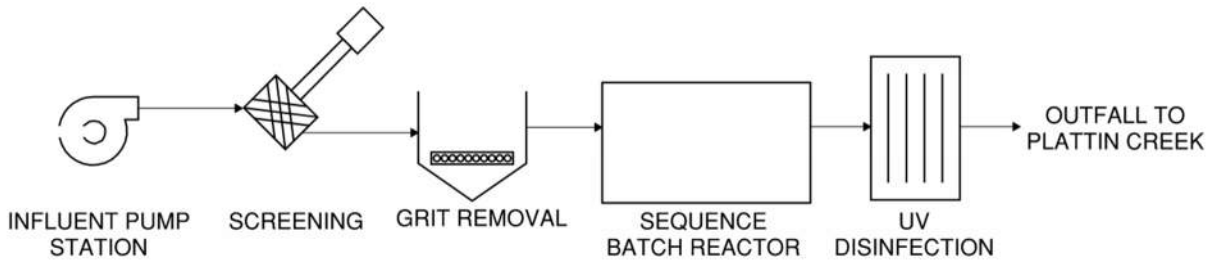 INFLUENT PUMP
STATION
SCREENING
GRIT REMOVAL
SEQUENCE
BATCH REACTOR
UV
DISINFECTION
OUTFALL TO
PLATTIN CREEK